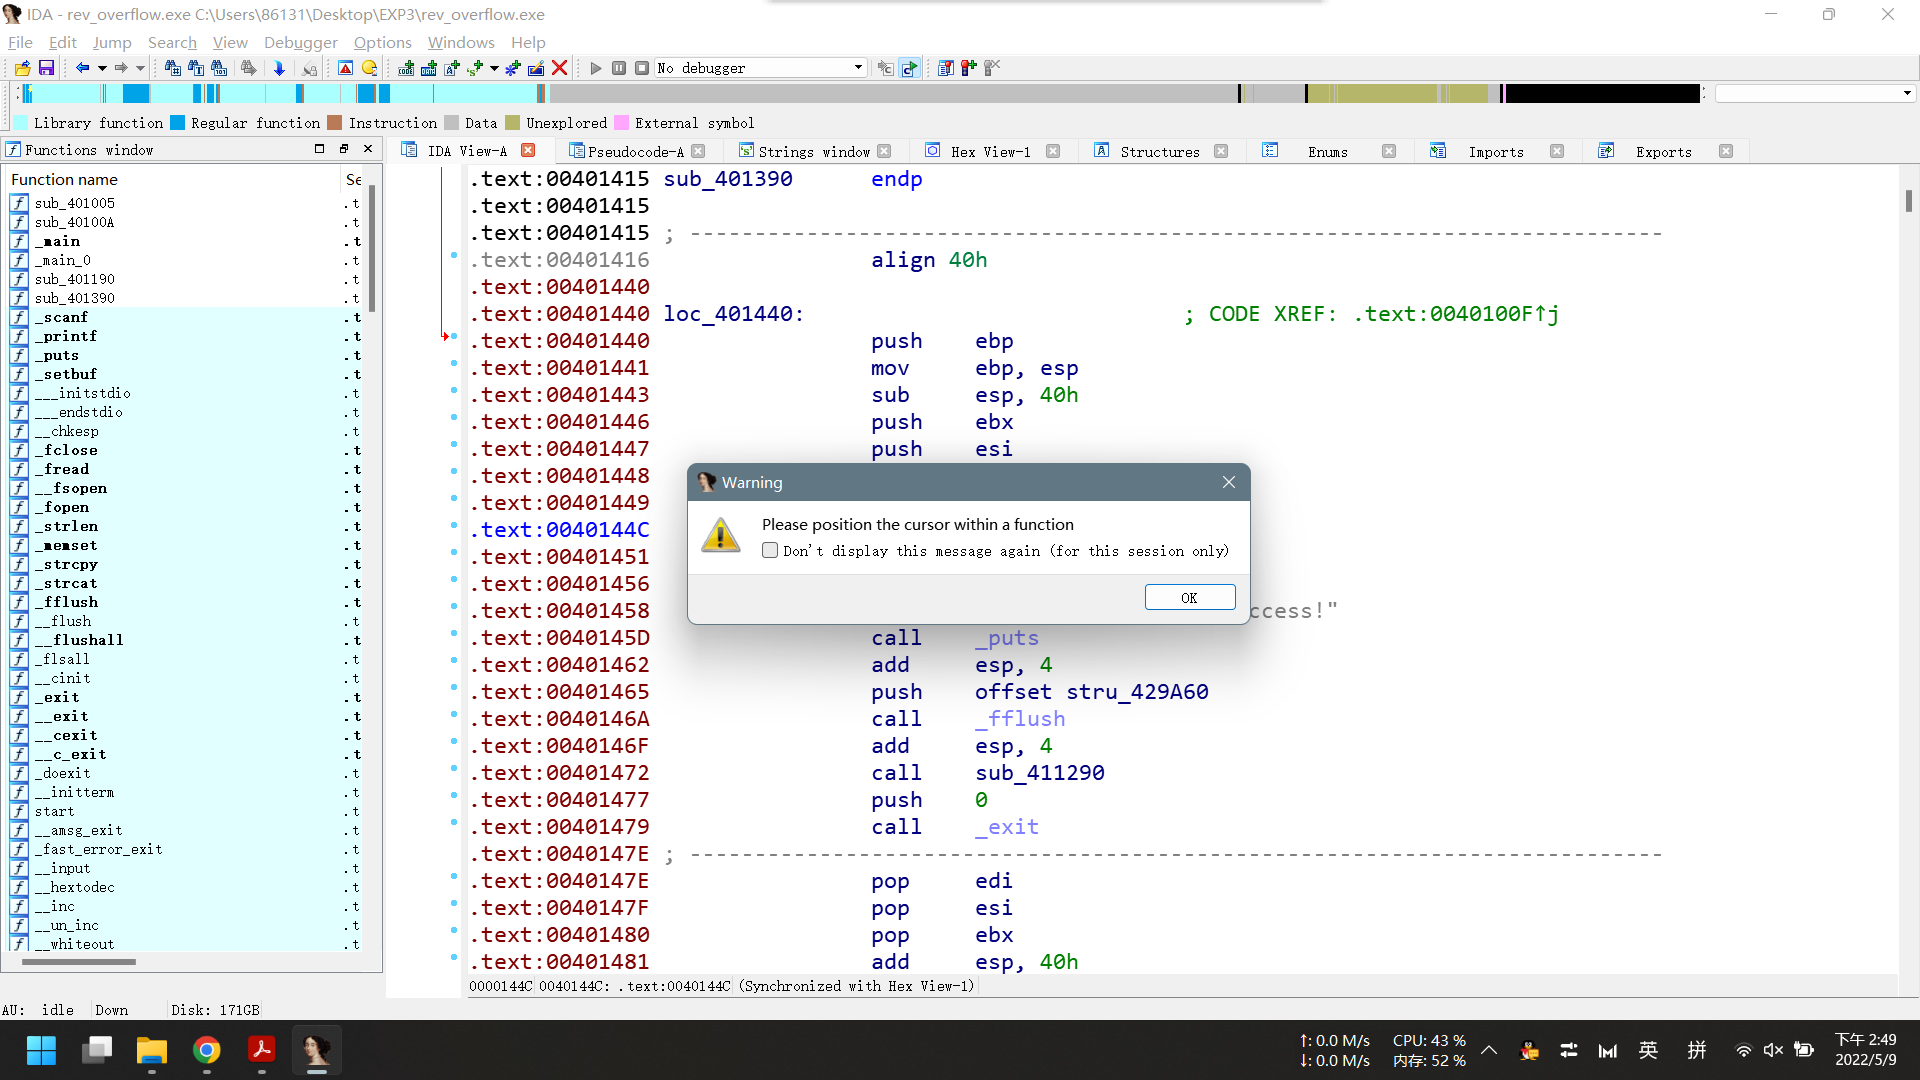 IDA - rev_overflow.exe C:\Users\86131\Desktop\EXP3\rev_overflow.exe
File Edit Jump Search View Debugger Options Windows Help
No debugger
Library function Regular function Instruction Data Unexplored External symbol
Functions window
IDA View-A Pseudocode-A Strings window Hex View-1 Structures Enums Imports Exports
Function name Se
sub_401005 .t
sub_40100A .t
_main .t
_main_0 .t
sub_401190 .t
sub_401390 .t
_scanf .t
_printf .t
_puts .t
_setbuf .t
___initstdio .t
___endstdio .t
__chkesp .t
_fclose .t
_fread .t
__fsopen .t
_fopen .t
_strlen .t
_memset .t
_strcpy .t
_strcat .t
_fflush .t
__flush .t
__flushall .t
_flsall .t
__cinit .t
_exit .t
__exit .t
__cexit .t
__c_exit .t
_doexit .t
__initterm .t
start .t
__amsg_exit .t
_fast_error_exit .t
__input .t
__hextodec .t
__inc .t
__un_inc .t
__whiteout .t
.text:00401415 sub_401390 endp
.text:00401415
.text:00401415 ; ---------------------------------------------------------------------------
.text:00401416 align 40h
.text:00401440
.text:00401440 loc_401440: ; CODE XREF: .text:0040100F↑j
.text:00401440 push ebp
.text:00401441 mov ebp, esp
.text:00401443 sub esp, 40h
.text:00401446 push ebx
.text:00401447 push esi
.text:00401448
.text:00401449
.text:0040144C
.text:00401451
.text:00401456
.text:00401458 ccess!"
.text:0040145D call _puts
.text:00401462 add esp, 4
.text:00401465 push offset stru_429A60
.text:0040146A call _fflush
.text:0040146F add esp, 4
.text:00401472 call sub_411290
.text:00401477 push 0
.text:00401479 call _exit
.text:0040147E ; ---------------------------------------------------------------------------
.text:0040147E pop edi
.text:0040147F pop esi
.text:00401480 pop ebx
.text:00401481 add esp, 40h
0000144C 0040144C: .text:0040144C (Synchronized with Hex View-1)
Warning
Please position the cursor within a function
Don't display this message again (for this session only)
OK
AU: idle Down Disk: 171GB
↑: 0.0 M/s CPU: 43 %
↓: 0.0 M/s 内存: 52 %
英 拼
下午 2:49
2022/5/9